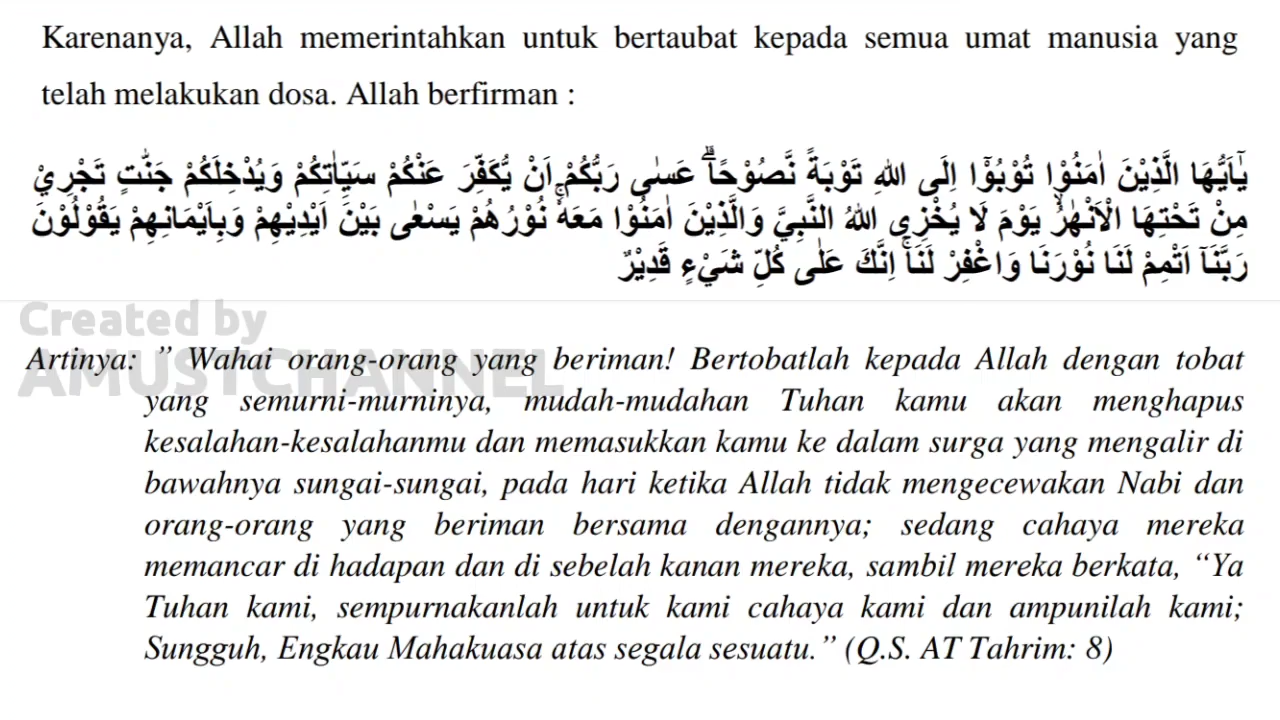 Karenanya, Allah memerintahkan untuk bertaubat kepada semua umat manusia yang
telah melakukan dosa. Allah berfirman :
يٰٓاَيُّهَا الَّذِيْنَ اٰمَنُوْا تُوْبُوْٓا اِلَى اللّٰهِ تَوْبَةً نَّصُوْحًاۗ عَسٰى رَبُّكُمْ اَنْ يُّكَفِّرَ عَنْكُمْ سَيِّاٰتِكُمْ وَيُدْخِلَكُمْ جَنّٰتٍ تَجْرِيْ
مِنْ تَحْتِهَا الْاَنْهٰرُۙ يَوْمَ لَا يُخْزِى اللّٰهُ النَّبِيَّ وَالَّذِيْنَ اٰمَنُوْا مَعَهٗۚ نُوْرُهُمْ يَسْعٰى بَيْنَ اَيْدِيْهِمْ وَبِاَيْمَانِهِمْ يَقُوْلُوْنَ
رَبَّنَآ اَتْمِمْ لَنَا نُوْرَنَا وَاغْفِرْ لَنَاۚ اِنَّكَ عَلٰى كُلِّ شَيْءٍ قَدِيْرٌ
Created by
AMUSTCHANNEL
Artinya: ” Wahai orang-orang yang beriman! Bertobatlah kepada Allah dengan tobat
yang semurni-murninya, mudah-mudahan Tuhan kamu akan menghapus
kesalahan-kesalahanmu dan memasukkan kamu ke dalam surga yang mengalir di
bawahnya sungai-sungai, pada hari ketika Allah tidak mengecewakan Nabi dan
orang-orang yang beriman bersama dengannya; sedang cahaya mereka
memancar di hadapan dan di sebelah kanan mereka, sambil mereka berkata, “Ya
Tuhan kami, sempurnakanlah untuk kami cahaya kami dan ampunilah kami;
Sungguh, Engkau Mahakuasa atas segala sesuatu.” (Q.S. AT Tahrim: 8)